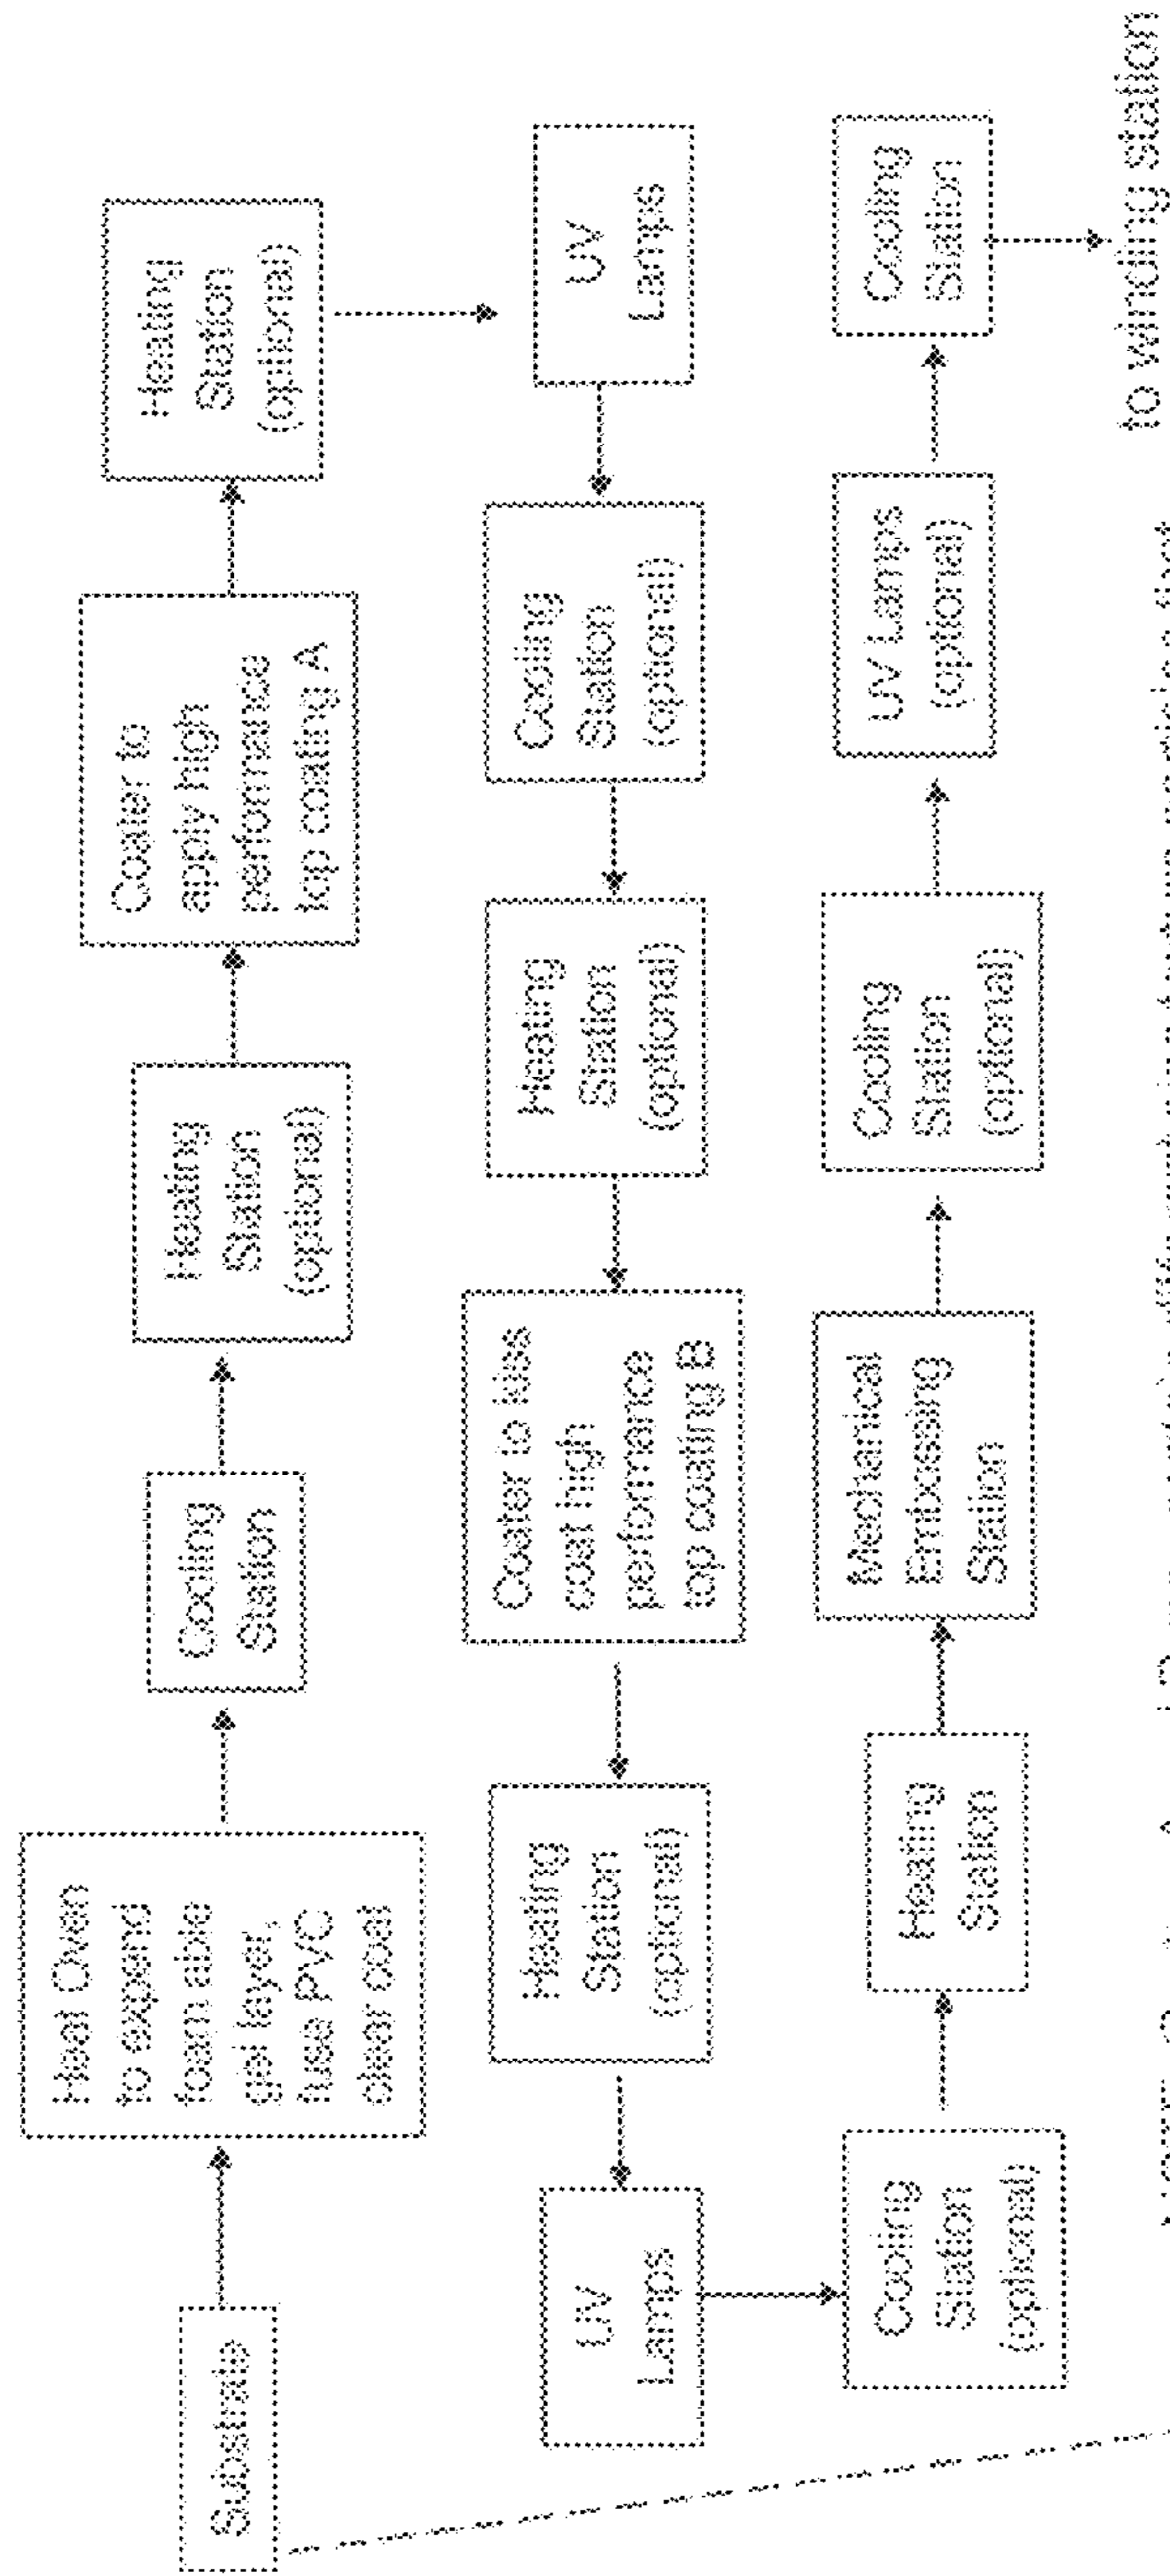 Substrate
Heat Oven
to expand
foam able
gel layer,
fuse PVC
clear coat
Cooling
Station
Heating
Station
(optional)
Coater to
apply high
performance
top coating A
Heating
Station
(optional)
UV
Lamps
Cooling
Station
(optional)
Heating
Station
(optional)
Coater to kiss
coat high
performance
top coating B
Heating
Station
(optional)
UV
Lamps
Cooling
Station
(optional)
Heating
Station
Mechanical
Embossing
Station
Cooling
Station
(optional)
UV Lamps
(optional)
Cooling
Station
to winding station